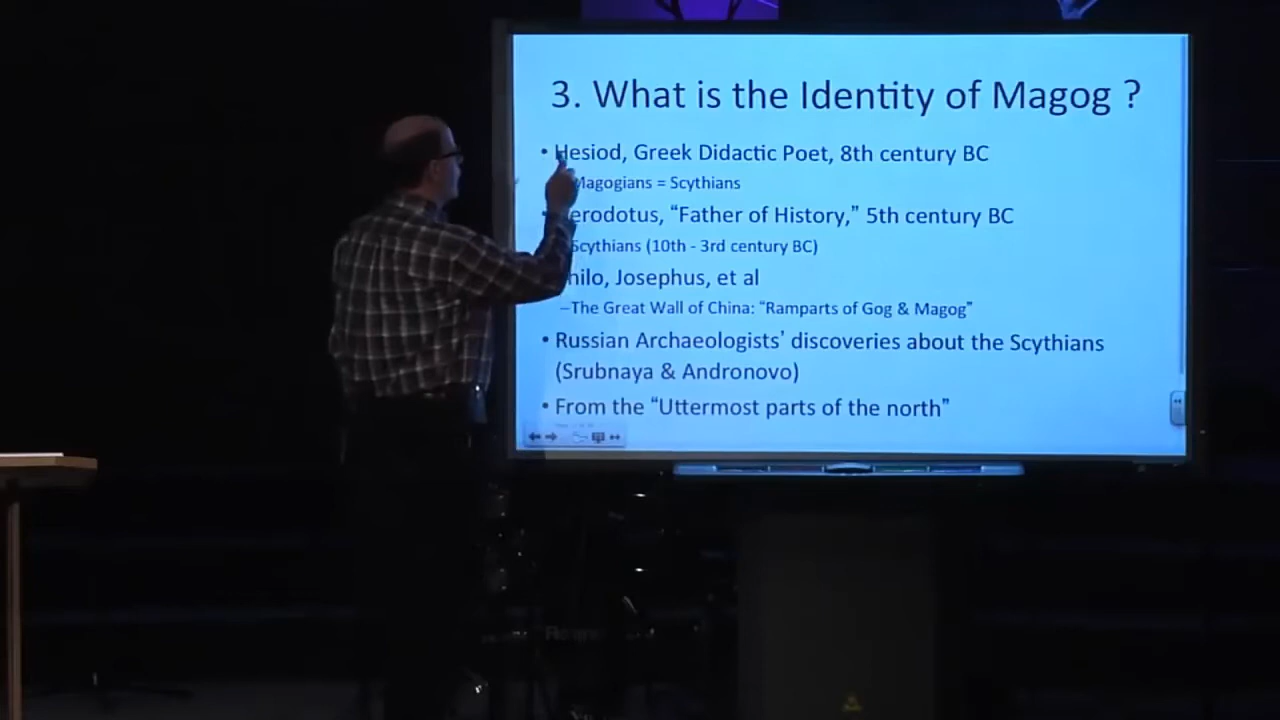 3. What is the Identity of Magog ?
• Hesiod, Greek Didactic Poet, 8th century BC
Magogians = Scythians
erodotus, “Father of History,” 5th century BC
Scythians (10th - 3rd century BC)
hilo, Josephus, et al
–The Great Wall of China: “Ramparts of Gog & Magog”
• Russian Archaeologists’ discoveries about the Scythians
(Srubnaya & Andronovo)
• From the “Uttermost parts of the north”